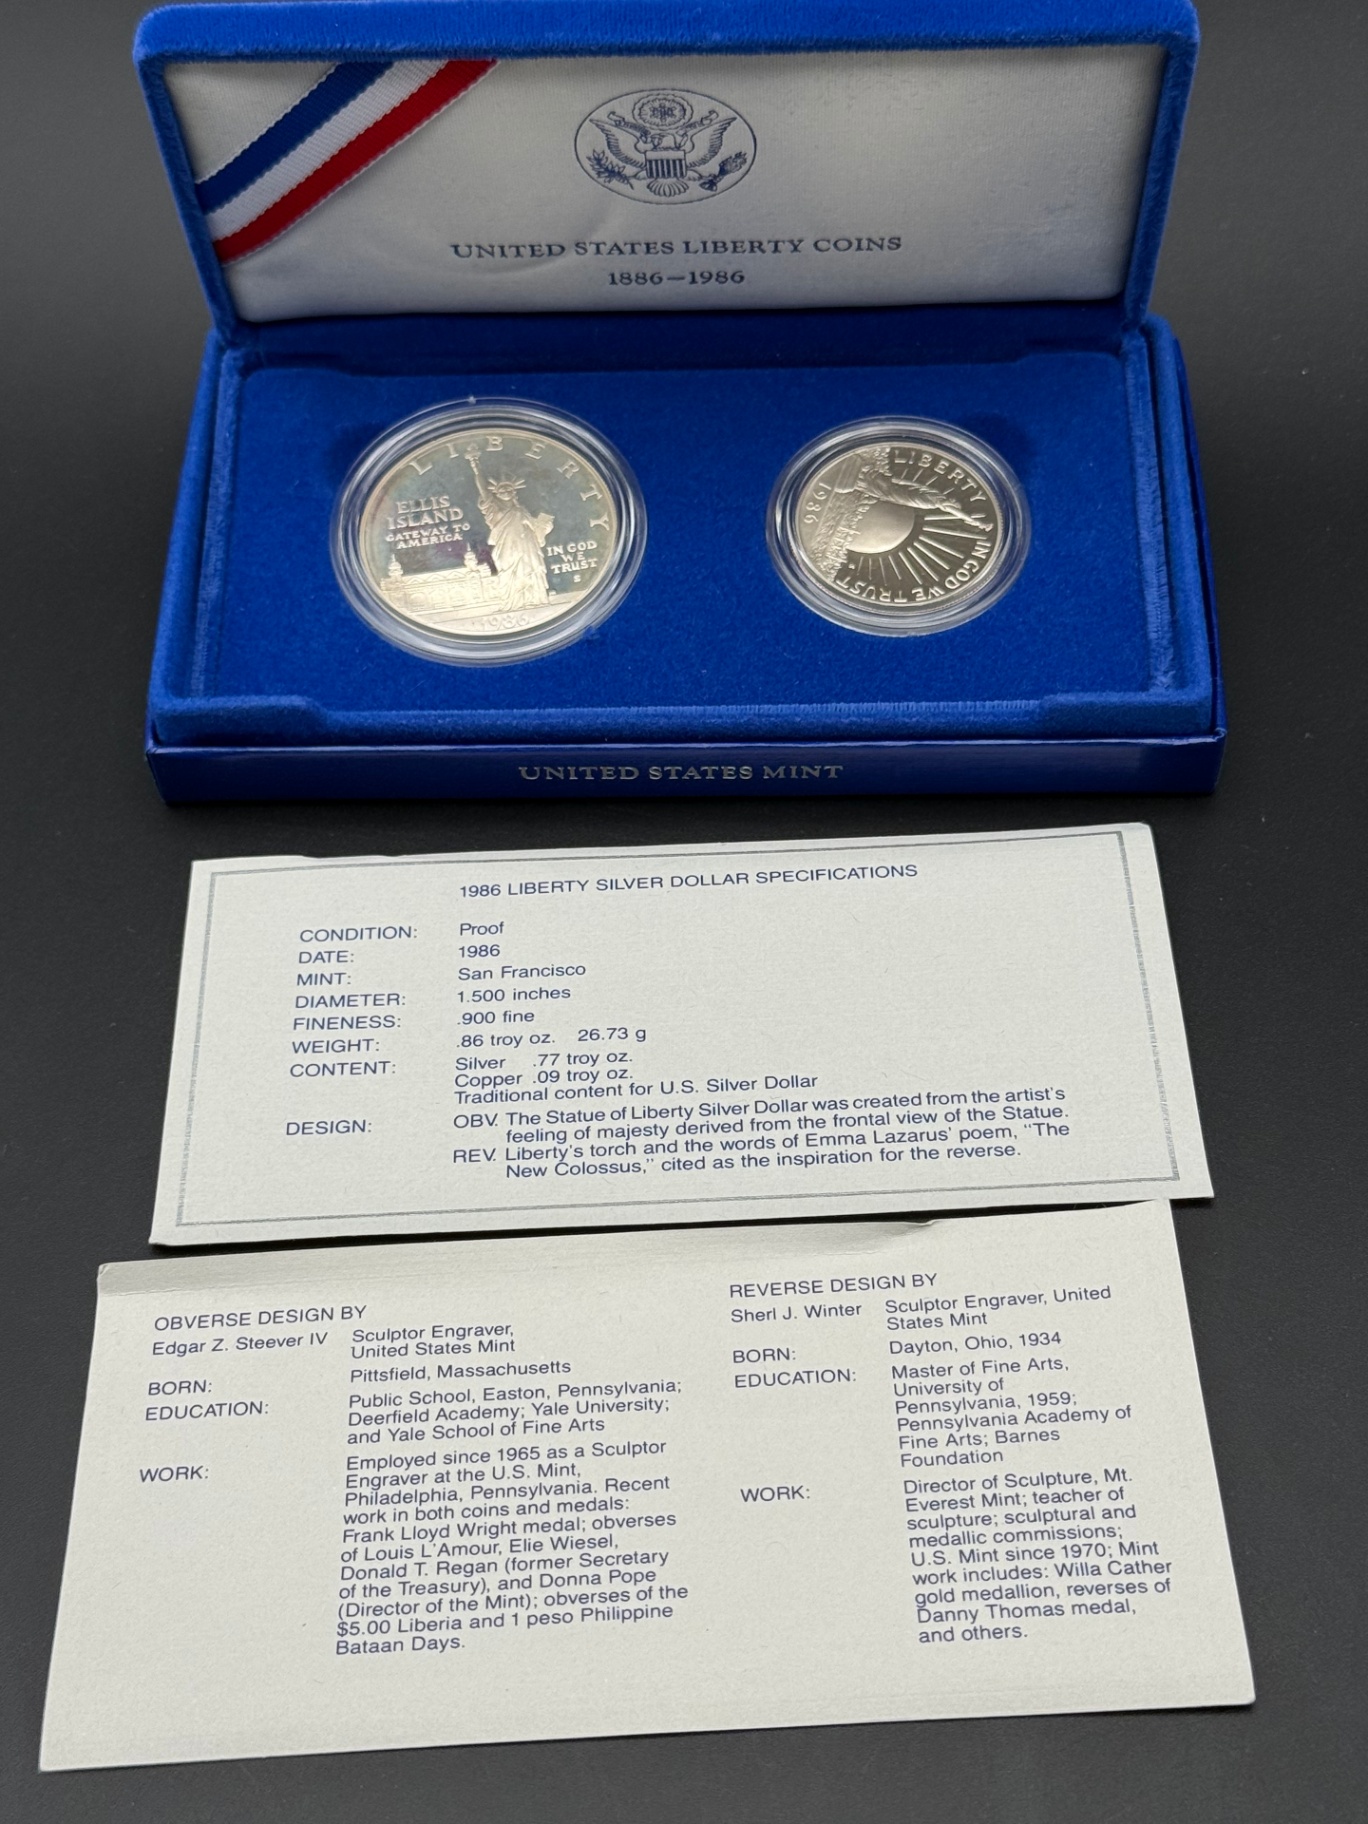 UNITED STATES LIBERTY COINS
1886–1986
LIBERTY
ELLIS
ISLAND
GATEWAY TO
AMERICA
IN GOD
WE
TRUST
S
1986
LIBERTY
1986
IN GOD WE TRUST
UNITED STATES MINT
1986 LIBERTY SILVER DOLLAR SPECIFICATIONS
CONDITION: Proof
DATE: 1986
MINT: San Francisco
DIAMETER: 1.500 inches
FINENESS: .900 fine
WEIGHT: .86 troy oz. 26.73 g
CONTENT: Silver .77 troy oz.
Copper .09 troy oz.
Traditional content for U.S. Silver Dollar
DESIGN: OBV. The Statue of Liberty Silver Dollar was created from the artist's
feeling of majesty derived from the frontal view of the Statue.
REV. Liberty's torch and the words of Emma Lazarus' poem, “The
New Colossus,” cited as the inspiration for the reverse.
OBVERSE DESIGN BY
Edgar Z. Steever IV Sculptor Engraver,
United States Mint
BORN: Pittsfield, Massachusetts
EDUCATION: Public School, Easton, Pennsylvania;
Deerfield Academy; Yale University;
and Yale School of Fine Arts
WORK: Employed since 1965 as a Sculptor
Engraver at the U.S. Mint,
Philadelphia, Pennsylvania. Recent
work in both coins and medals:
Frank Lloyd Wright medal; obverses
of Louis L'Amour, Elie Wiesel,
Donald T. Regan (former Secretary
of the Treasury), and Donna Pope
(Director of the Mint); obverses of the
$5.00 Liberia and 1 peso Philippine
Bataan Days.
REVERSE DESIGN BY
Sherl J. Winter Sculptor Engraver, United
States Mint
BORN: Dayton, Ohio, 1934
EDUCATION: Master of Fine Arts,
University of
Pennsylvania, 1959;
Pennsylvania Academy of
Fine Arts; Barnes
Foundation
WORK: Director of Sculpture, Mt.
Everest Mint; teacher of
sculpture; sculptural and
medallic commissions;
U.S. Mint since 1970; Mint
work includes: Willa Cather
gold medallion, reverses of
Danny Thomas medal,
and others.